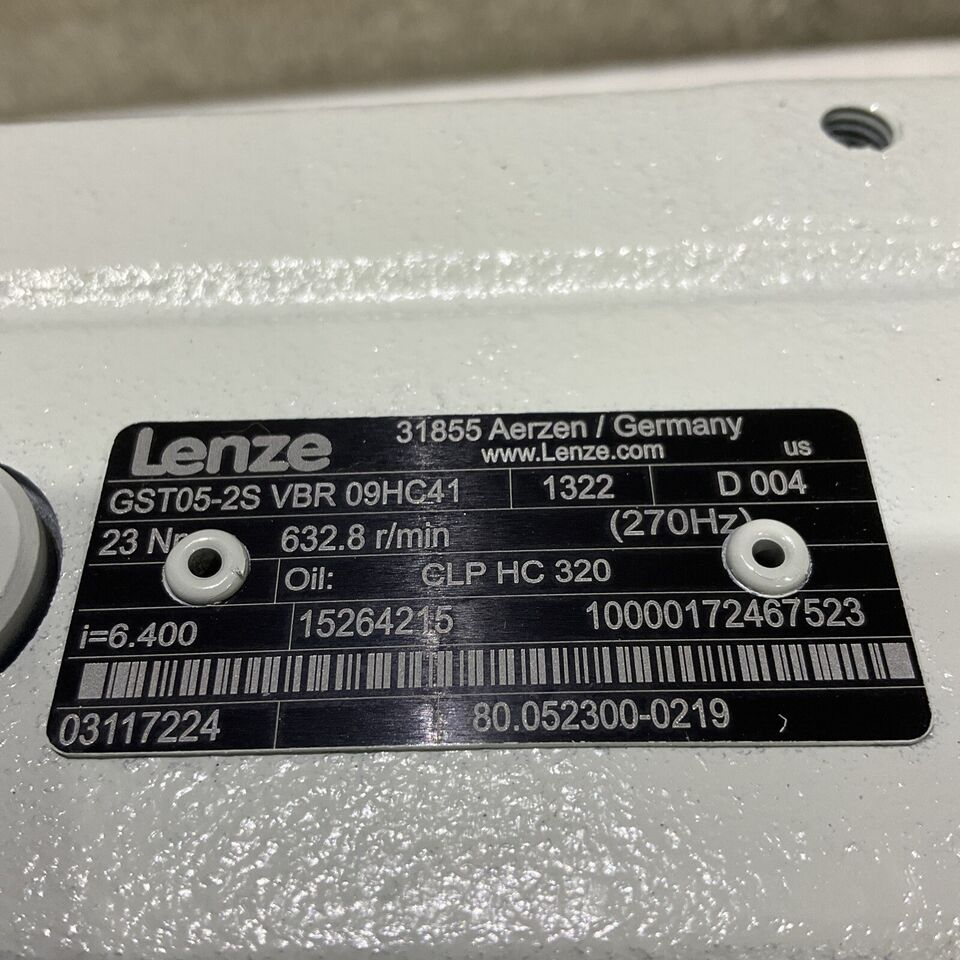 Lenze
31855 Aerzen / Germany
www.Lenze.com
us
GST05-2S VBR 09HC41 1322 D 004
23 632.8 r/min (270Hz)
Oil: CLP HC 320
i=6.400 15264215 10000172467523
03117224 80.052300-0219